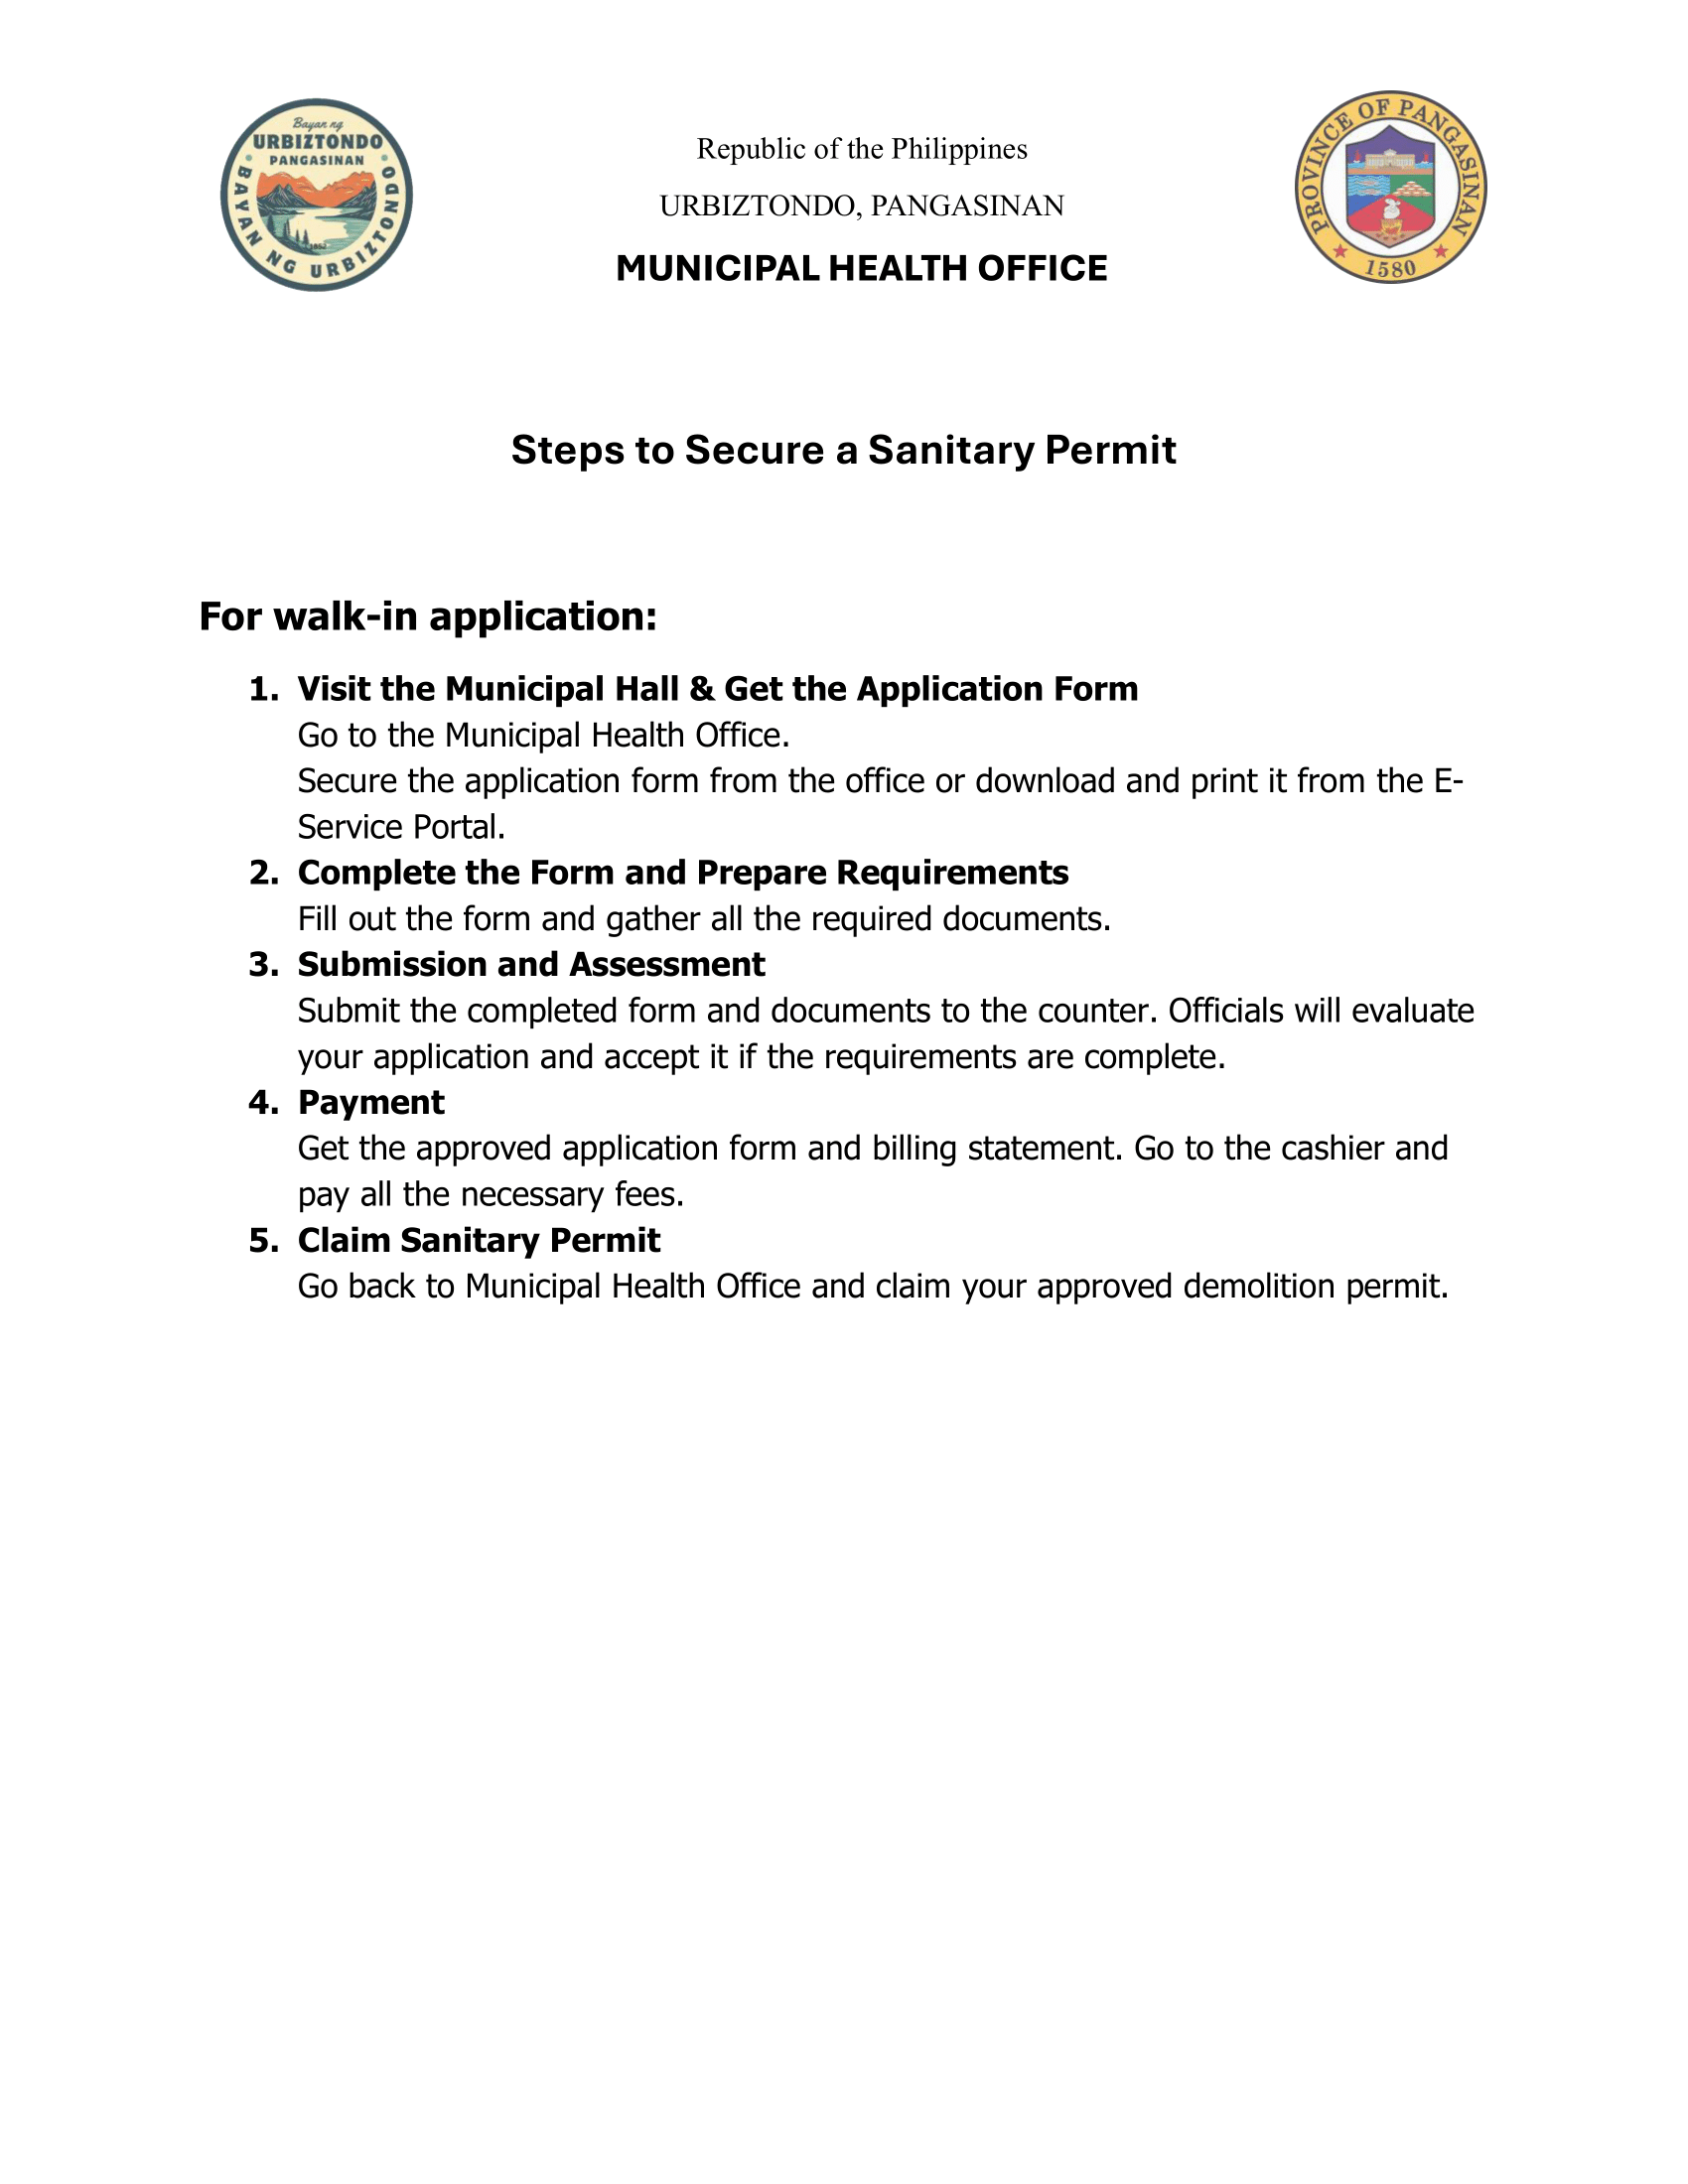 Bayan ng
URBIZTONDO
PANGASINAN
BAYAN NG URBIZTONDO
1852
Republic of the Philippines
URBIZTONDO, PANGASINAN
MUNICIPAL HEALTH OFFICE
PROVINCE OF PANGASINAN
1580
Steps to Secure a Sanitary Permit
For walk-in application:
1. Visit the Municipal Hall & Get the Application Form
Go to the Municipal Health Office.
Secure the application form from the office or download and print it from the E-
Service Portal.
2. Complete the Form and Prepare Requirements
Fill out the form and gather all the required documents.
3. Submission and Assessment
Submit the completed form and documents to the counter. Officials will evaluate
your application and accept it if the requirements are complete.
4. Payment
Get the approved application form and billing statement. Go to the cashier and
pay all the necessary fees.
5. Claim Sanitary Permit
Go back to Municipal Health Office and claim your approved demolition permit.